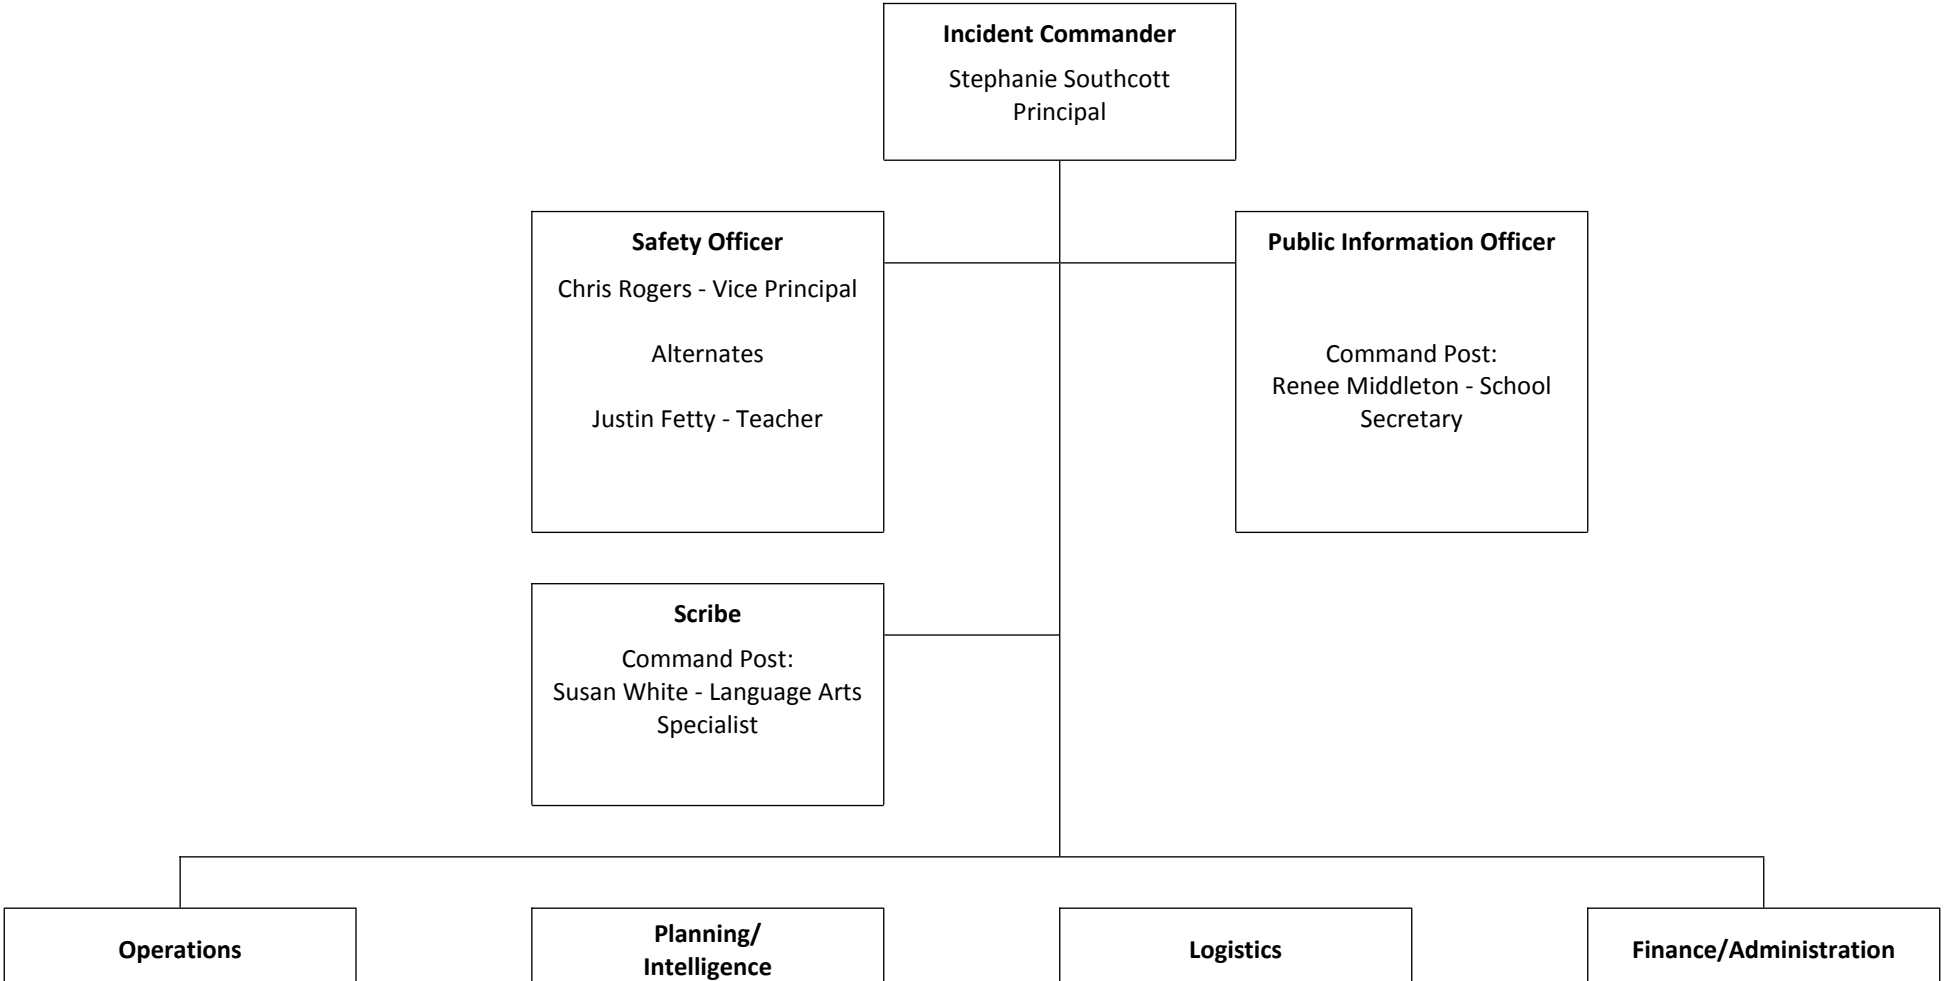 Incident Commander
Stephanie Southcott
Principal
Safety Officer
Chris Rogers - Vice Principal
Alternates
Justin Fetty - Teacher
Public Information Officer
Command Post:
Renee Middleton - School
Secretary
Scribe
Command Post:
Susan White - Language Arts
Specialist
Operations
Planning/
Intelligence
Logistics
Finance/Administration